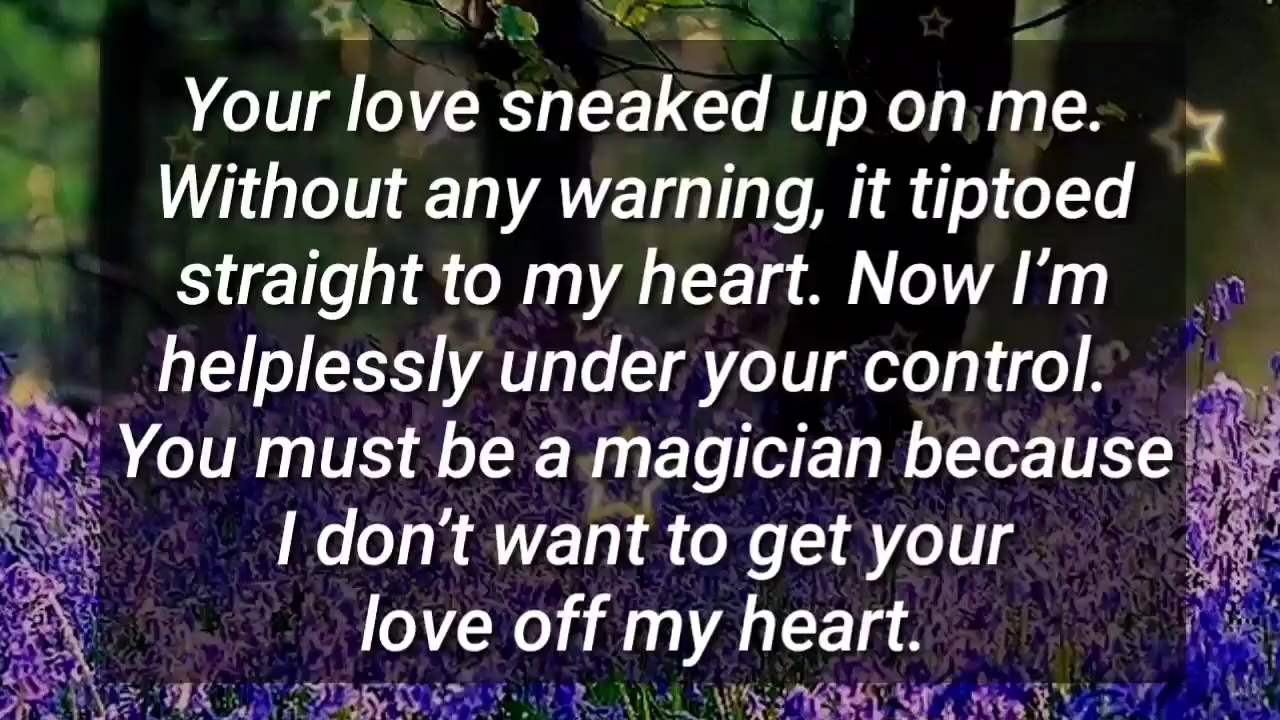 Your love sneaked up on me.
Without any warning, it tiptoed
straight to my heart. Now I’m
helplessly under your control.
You must be a magician because
I don’t want to get your
love off my heart.